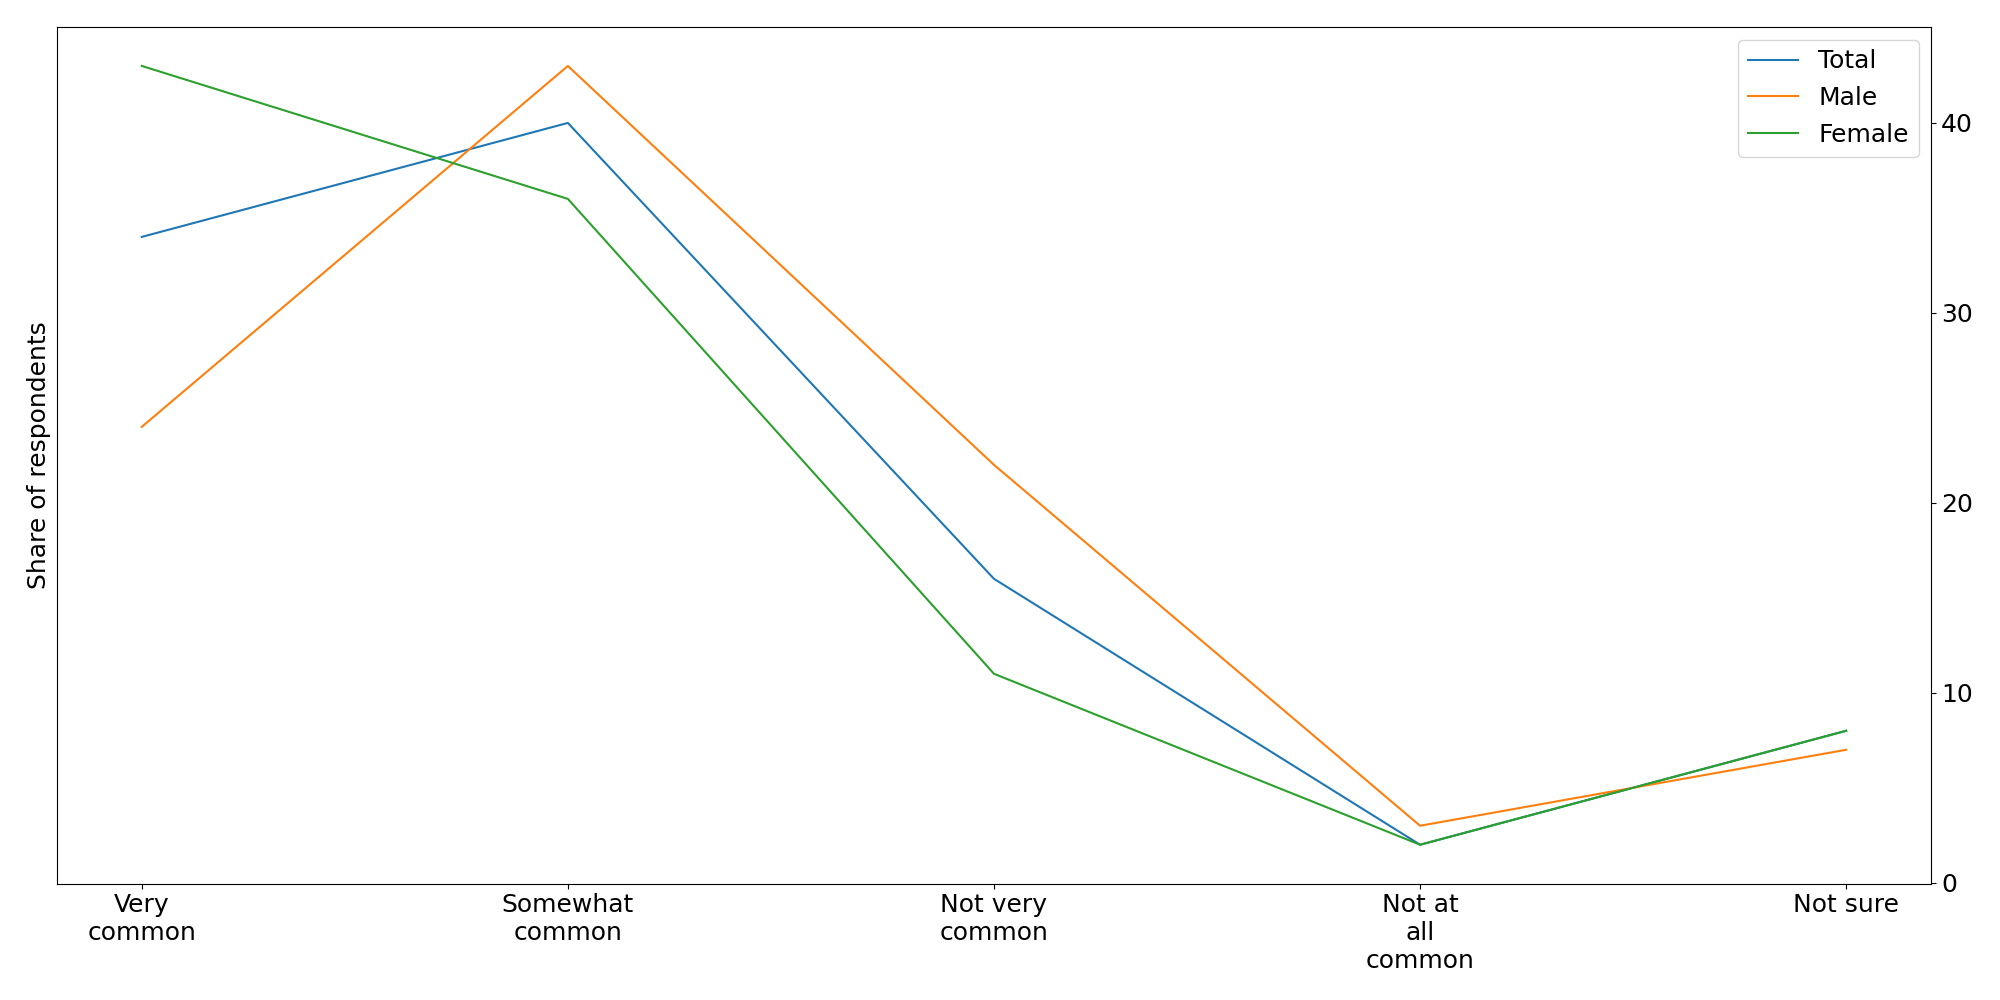 Total
Male
Female
Share of respondents
40
30
20
10
0
Very
common
Somewhat
common
Not very
common
Not at
all
common
Not sure